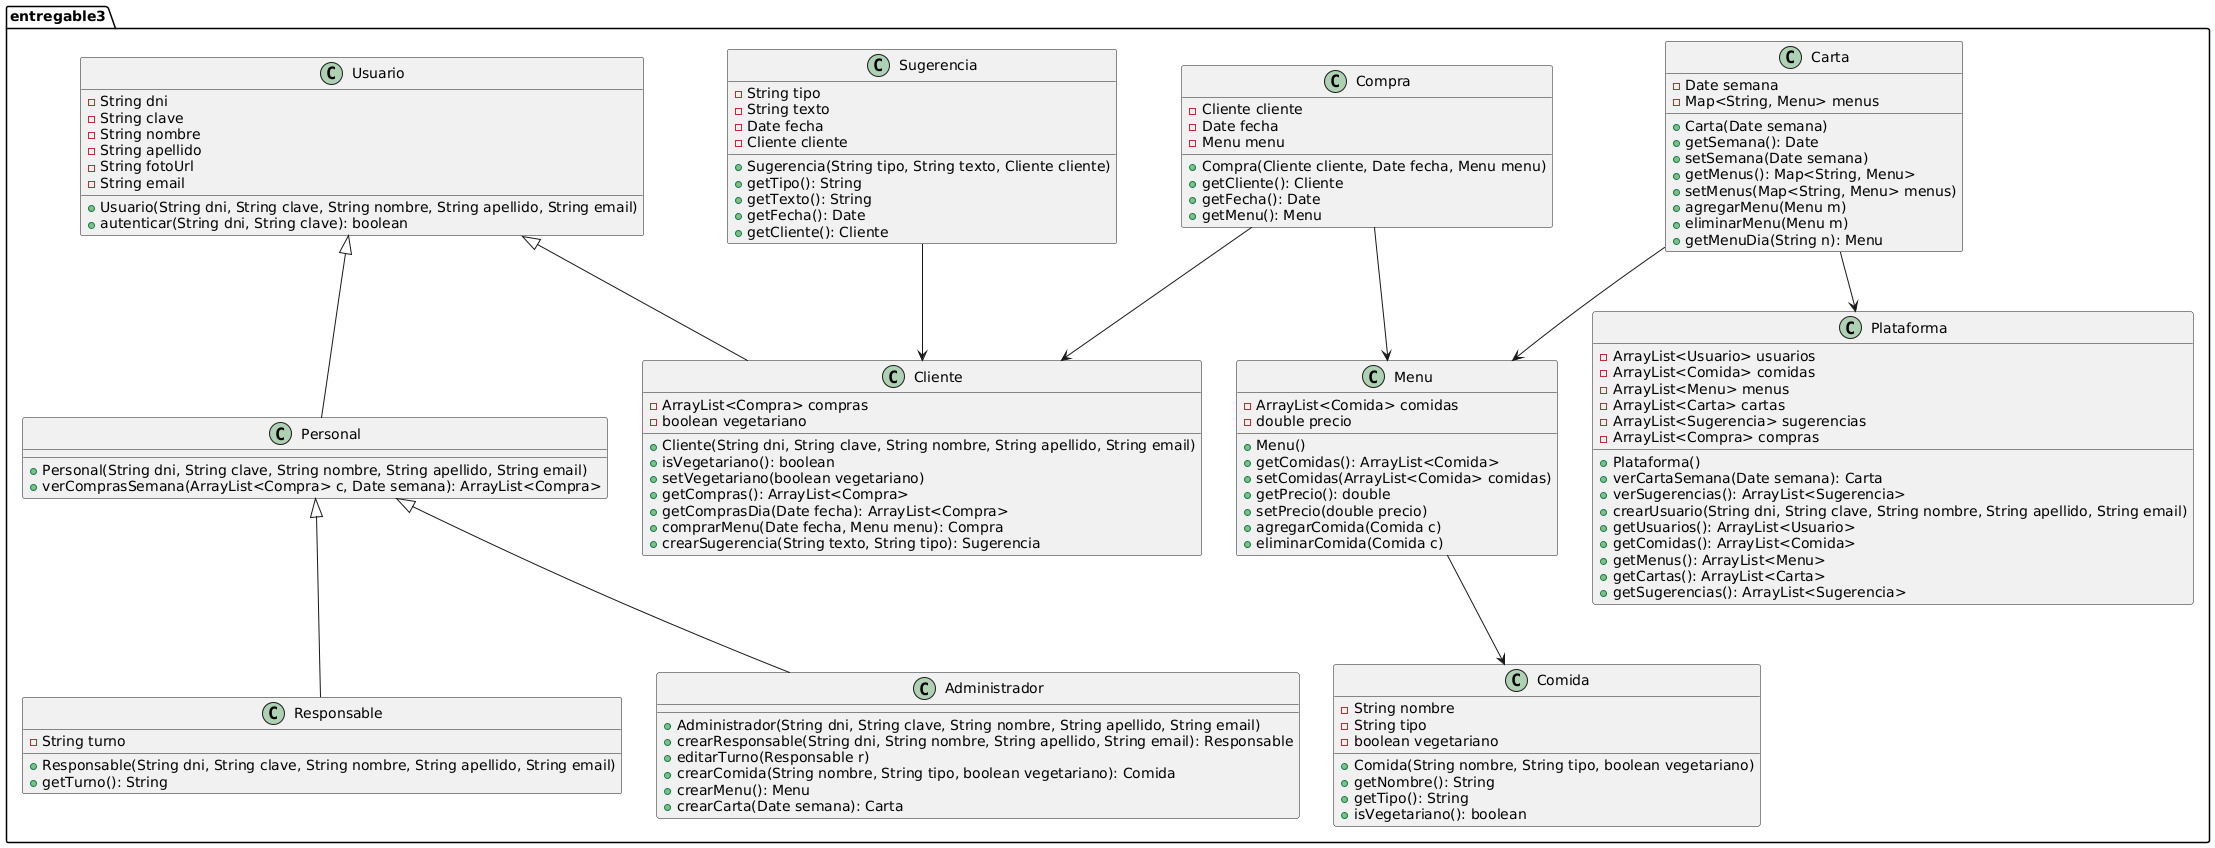 entregable3
C Usuario
String dni
String clave
String nombre
String apellido
String fotoUrl
String email
Usuario(String dni, String clave, String nombre, String apellido, String email)
autenticar(String dni, String clave): boolean
C Sugerencia
String tipo
String texto
Date fecha
Cliente cliente
Sugerencia(String tipo, String texto, Cliente cliente)
getTipo(): String
getTexto(): String
getFecha(): Date
getCliente(): Cliente
C Compra
Cliente cliente
Date fecha
Menu menu
Compra(Cliente cliente, Date fecha, Menu menu)
getCliente(): Cliente
getFecha(): Date
getMenu(): Menu
C Carta
Date semana
Map<String, Menu> menus
Carta(Date semana)
getSemana(): Date
setSemana(Date semana)
getMenus(): Map<String, Menu>
setMenus(Map<String, Menu> menus)
agregarMenu(Menu m)
eliminarMenu(Menu m)
getMenuDia(String n): Menu
C Personal
Personal(String dni, String clave, String nombre, String apellido, String email)
verComprasSemana(ArrayList<Compra> c, Date semana): ArrayList<Compra>
C Cliente
ArrayList<Compra> compras
boolean vegetariano
Cliente(String dni, String clave, String nombre, String apellido, String email)
isVegetariano(): boolean
setVegetariano(boolean vegetariano)
getCompras(): ArrayList<Compra>
getComprasDia(Date fecha): ArrayList<Compra>
comprarMenu(Date fecha, Menu menu): Compra
crearSugerencia(String texto, String tipo): Sugerencia
C Menu
ArrayList<Comida> comidas
double precio
Menu()
getComidas(): ArrayList<Comida>
setComidas(ArrayList<Comida> comidas)
getPrecio(): double
setPrecio(double precio)
agregarComida(Comida c)
eliminarComida(Comida c)
C Plataforma
ArrayList<Usuario> usuarios
ArrayList<Comida> comidas
ArrayList<Menu> menus
ArrayList<Carta> cartas
ArrayList<Sugerencia> sugerencias
ArrayList<Compra> compras
Plataforma()
verCartaSemana(Date semana): Carta
verSugerencias(): ArrayList<Sugerencia>
crearUsuario(String dni, String clave, String nombre, String apellido, String email)
getUsuarios(): ArrayList<Usuario>
getComidas(): ArrayList<Comida>
getMenus(): ArrayList<Menu>
getCartas(): ArrayList<Carta>
getSugerencias(): ArrayList<Sugerencia>
C Responsable
String turno
Responsable(String dni, String clave, String nombre, String apellido, String email)
getTurno(): String
C Administrador
Administrador(String dni, String clave, String nombre, String apellido, String email)
crearResponsable(String dni, String nombre, String apellido, String email): Responsable
editarTurno(Responsable r)
crearComida(String nombre, String tipo, boolean vegetariano): Comida
crearMenu(): Menu
crearCarta(Date semana): Carta
C Comida
String nombre
String tipo
boolean vegetariano
Comida(String nombre, String tipo, boolean vegetariano)
getNombre(): String
getTipo(): String
isVegetariano(): boolean